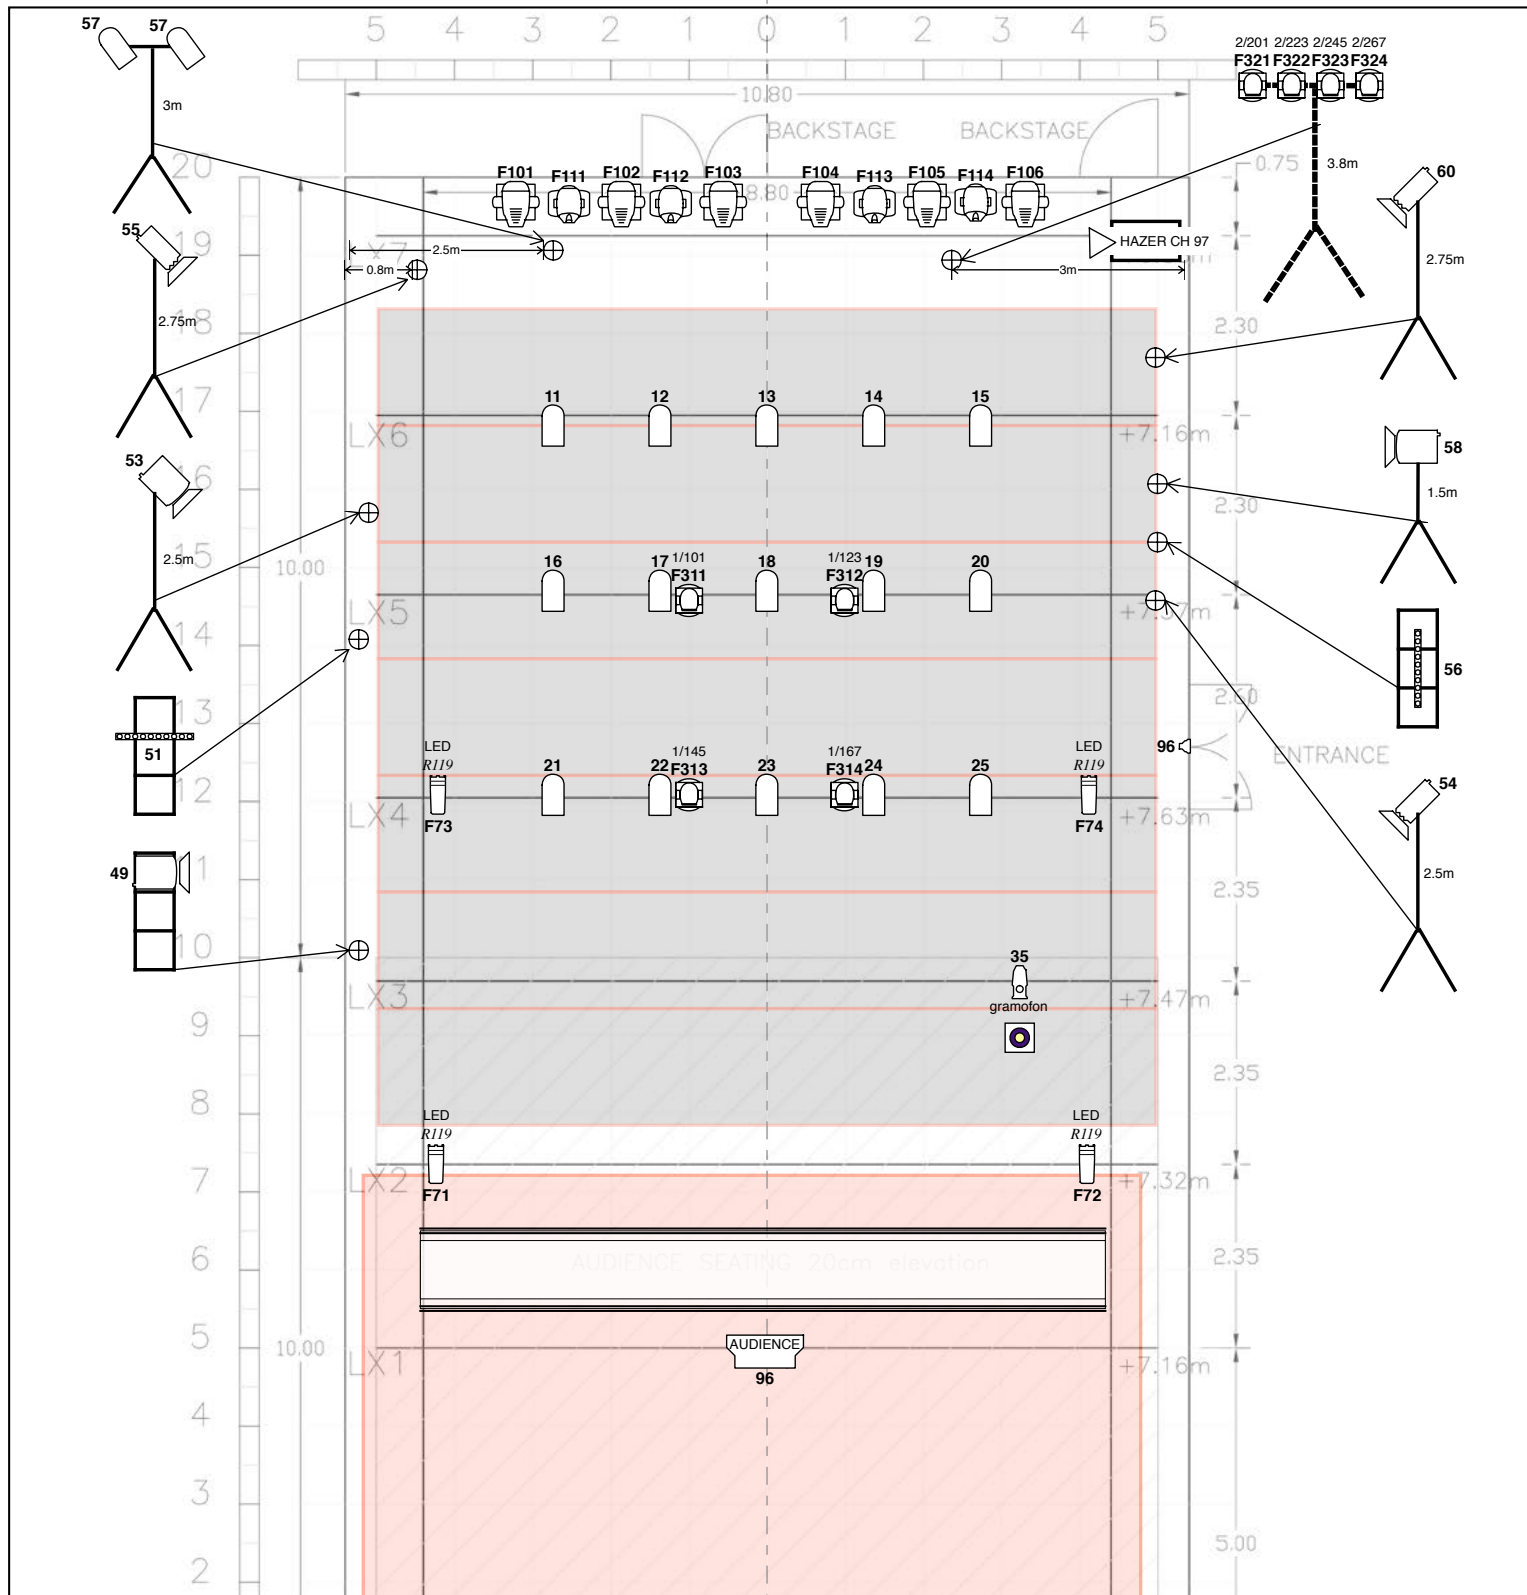 5 4 3 2 1 0 1 2 3 4 5
57 57
2/201 2/223 2/245 2/267
F321 F322 F323 F324
10.80
3m
BACKSTAGE BACKSTAGE
3.8m
0.75
20
F101 F111 F102 F112 F103 F104 F113 F105 F114 F106
60
8.80
55
19
LX7
2.5m
HAZER CH 97
0.8m
3m
2.75m
2.75m
18
2.30
17
11 12 13 14 15
LX6
+7.16m
53
58
16
1.5m
2.30
15
2.5m
10.00
16 17 1/101 18 1/123 19 20
F311 F312
LX5
+7.37m
14
56
13
2.60
51
LED
R119
21 22 1/145 23 1/167 24 25
F313 F314
LED
R119
96
ENTRANCE
12
LX4
+7.63m
F73
F74
54
49
11
2.35
2.5m
10
35
LX3
+7.47m
gramofon
9
2.35
8
LED
R119
LED
R119
7
LX2
+7.32m
F71
F72
6
AUDIENCE SEATING 20cm elevation
2.35
5
10.00
AUDIENCE
LX1
+7.16m
96
4
3
5.00
2